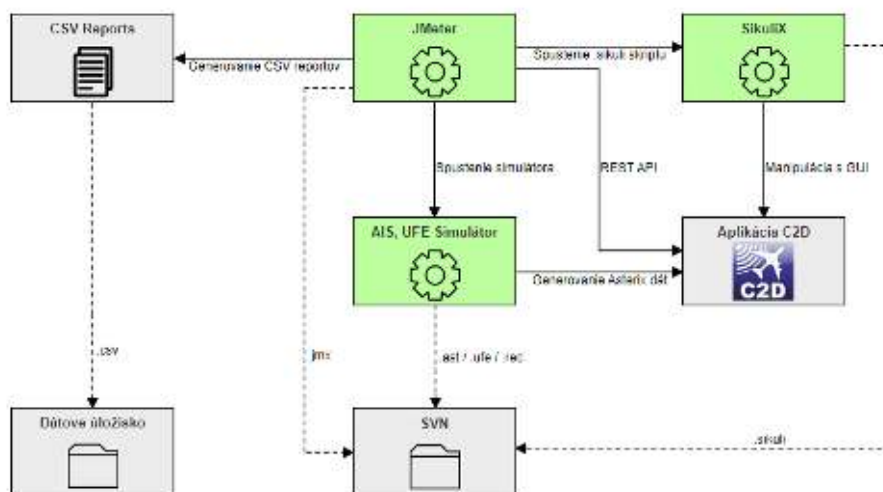 CSV Reports
JMeter
SikuliX
Generovanie CSV reportov
Spustenie .sikuli skriptu
Spustenie simulátora
REST API
Manipulácia s GUI
AIS, UFE Simulátor
Aplikácia C2D
C2D
Generovanie Asterix dát
.csv
.jmx
.ast / .ufe / .rec
Dátové úložisko
SVN
.sikuli